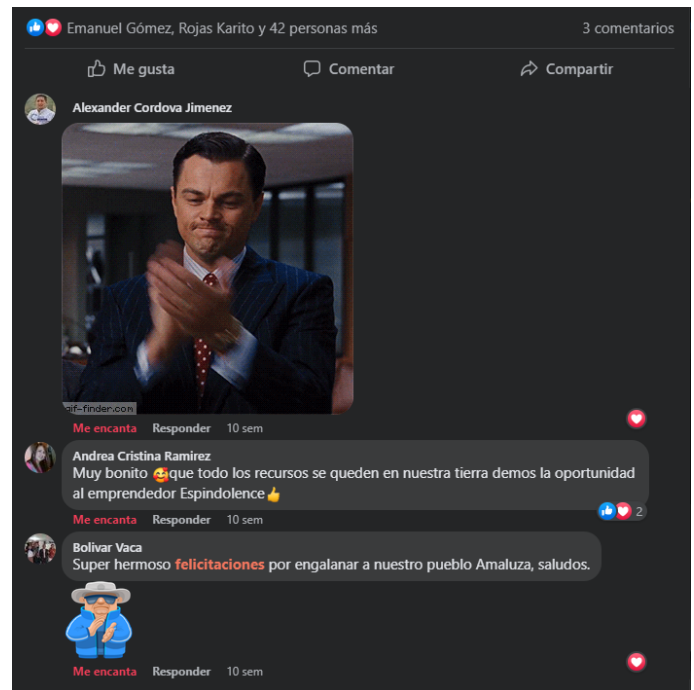 Emanuel Gómez, Rojas Karito y 42 personas más
3 comentarios
Me gusta
Comentar
Compartir
Alexander Cordova Jimenez
gif-finder.com
Me encanta Responder 10 sem
Andrea Cristina Ramirez
Muy bonito 🥰que todo los recursos se queden en nuestra tierra demos la oportunidad
al emprendedor Espindolence👍
2
Me encanta Responder 10 sem
Bolivar Vaca
Super hermoso felicitaciones por engalanar a nuestro pueblo Amaluza, saludos.
Me encanta Responder 10 sem